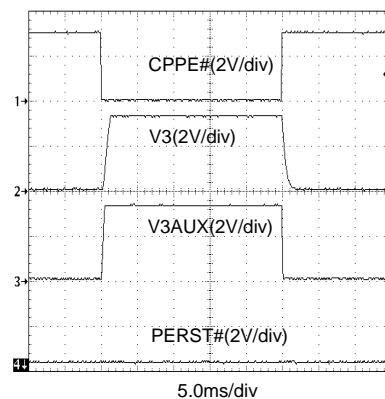 CPPE#(2V/div)
1
V3(2V/div)
2
V3AUX(2V/div)
3
PERST#(2V/div)
4
5.0ms/div